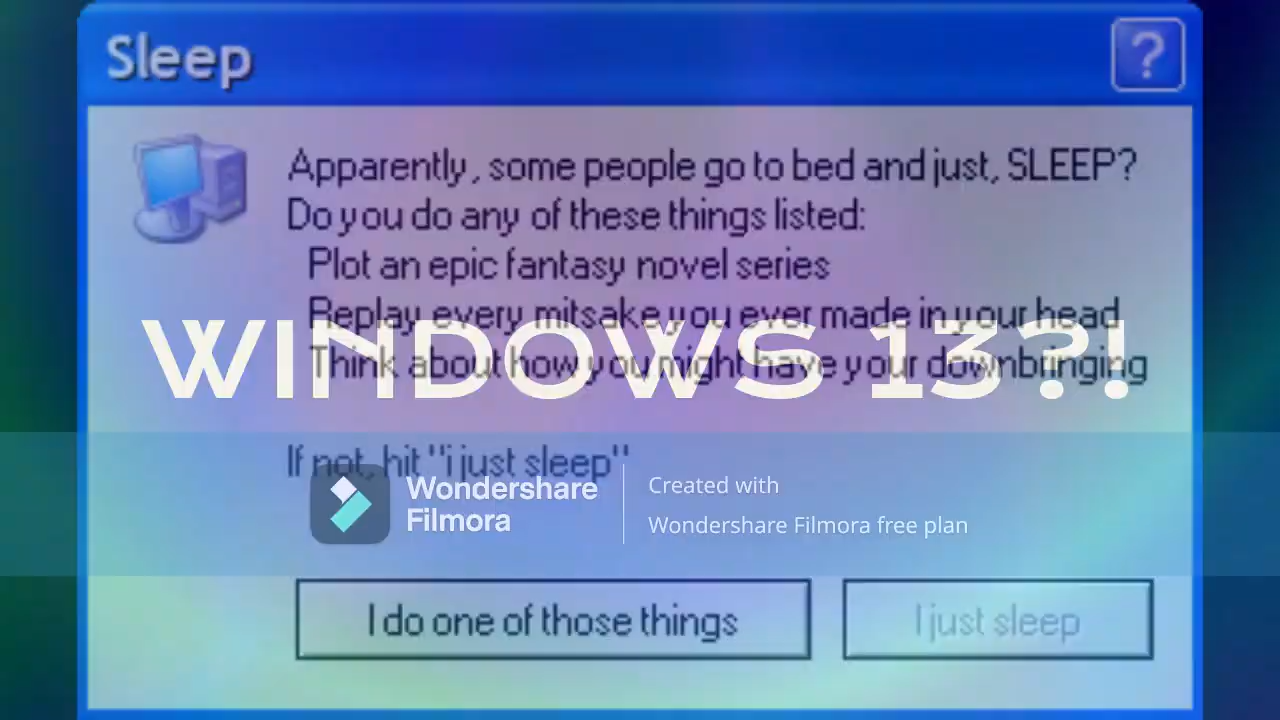 Sleep
?
Apparently, some people go to bed and just, SLEEP?
Do you do any of these things listed:
Plot an epic fantasy novel series
Replay every mitsake you ever made in your head
WINDOWS 13?!
Think about how you might have your downbringing
If not, hit "i just sleep"
Wondershare
Filmora
Created with
Wondershare Filmora free plan
I do one of those things
I just sleep